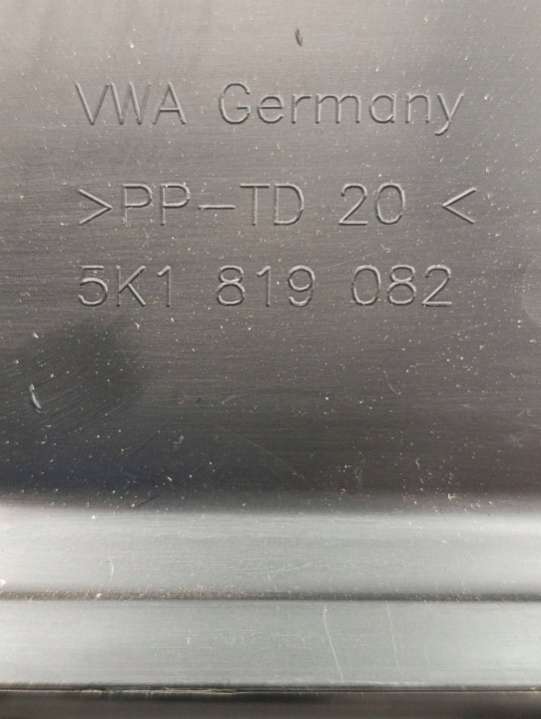 VWA Germany
>PP-TD 20 <
5K1 819 082